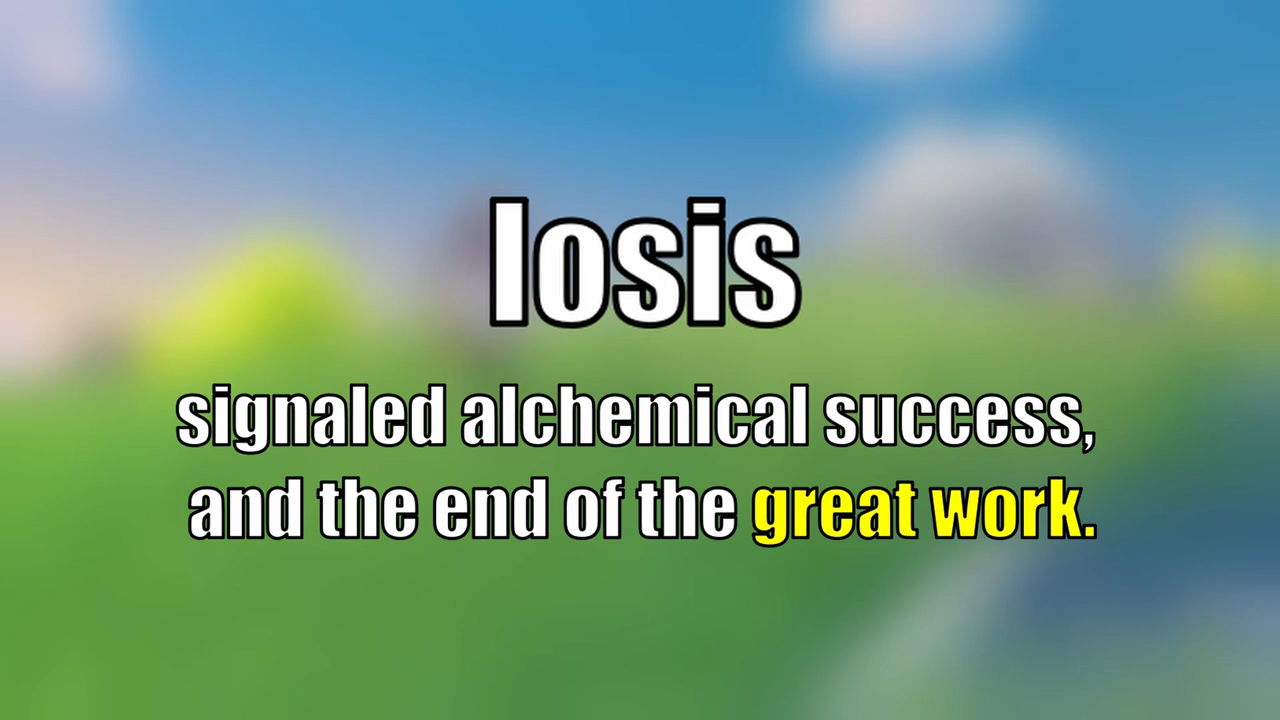 Iosis
signaled alchemical success,
and the end of the great work.